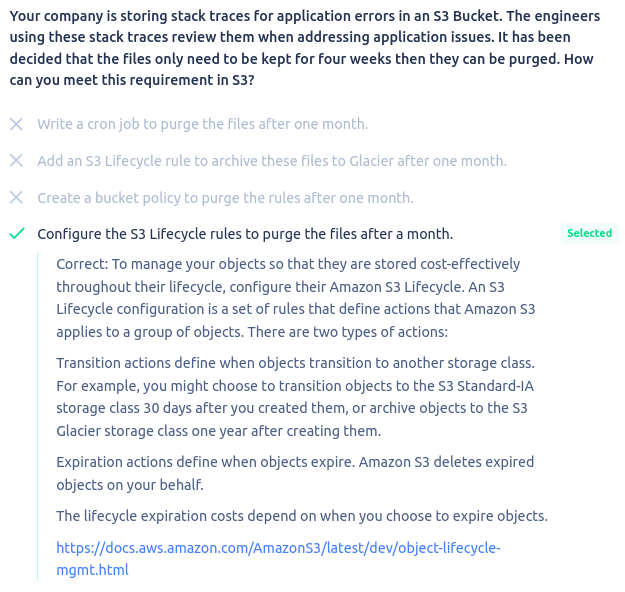 Your company is storing stack traces for application errors in an S3 Bucket. The engineers
using these stack traces review them when addressing application issues. It has been
decided that the files only need to be kept for four weeks then they can be purged. How
can you meet this requirement in S3?
Write a cron job to purge the files after one month.
Add an S3 Lifecycle rule to archive these files to Glacier after one month.
Create a bucket policy to purge the rules after one month.
Configure the S3 Lifecycle rules to purge the files after a month.
Selected
Correct: To manage your objects so that they are stored cost-effectively
throughout their lifecycle, configure their Amazon S3 Lifecycle. An S3
Lifecycle configuration is a set of rules that define actions that Amazon S3
applies to a group of objects. There are two types of actions:
Transition actions define when objects transition to another storage class.
For example, you might choose to transition objects to the S3 Standard-IA
storage class 30 days after you created them, or archive objects to the S3
Glacier storage class one year after creating them.
Expiration actions define when objects expire. Amazon S3 deletes expired
objects on your behalf.
The lifecycle expiration costs depend on when you choose to expire objects.
https://docs.aws.amazon.com/AmazonS3/latest/dev/object-lifecycle-
mgmt.html